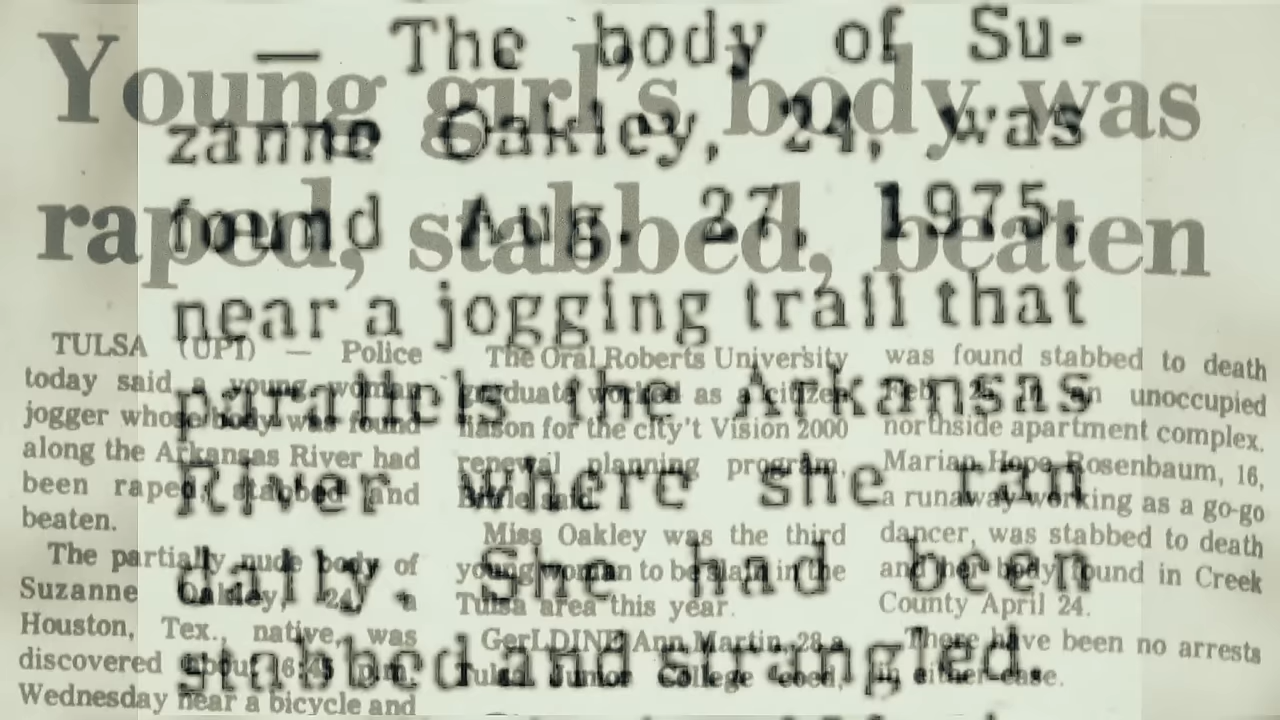 — The body of Su-
zanne Oakley, 24, was
found Aug. 27, 1975,
near a jogging trail that
parallels the Arkansas
River where she ran
daily. She had been
stabbed and strangled.
Young girl's body was
raped, stabbed, beaten
TULSA (UPI) — Police
today said a young woman
jogger whose body was found
along the Arkansas River had
been raped, stabbed and
beaten.
The partially nude body of
Suzanne Oakley, 24, a
Houston, Tex., native, was
discovered about 6:45 p.m.
Wednesday near a bicycle and
The Oral Roberts University
graduate worked as a citizen
liason for the city't Vision 2000
renewal planning program,
said.
Miss Oakley was the third
young woman to be slain in the
Tulsa area this year.
GerLDINE Ann Martin, 28, a
Tulsa Junior College coed,
was found stabbed to death
Feb. in an unoccupied
northside apartment complex.
Marian Hope Rosenbaum, 16,
a runaway working as a go-go
dancer, was stabbed to death
and her body found in Creek
County April 24.
There have been no arrests
in either case.